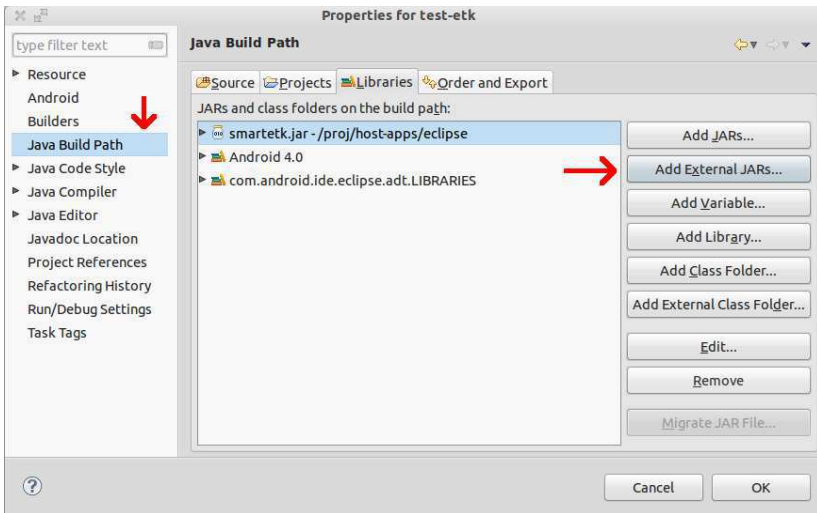 Properties for test-etk
type filter text
Resource
Android
Builders
Java Build Path
Java Code Style
Java Compiler
Java Editor
Javadoc Location
Project References
Refactoring History
Run/Debug Settings
Task Tags
Java Build Path
Source Projects Libraries Order and Export
JARs and class folders on the build path:
smartetk.jar - /proj/host-apps/eclipse
Android 4.0
com.android.ide.eclipse.adt.LIBRARIES
Add JARs...
Add External JARs...
Add Variable...
Add Library...
Add Class Folder...
Add External Class Folder...
Edit...
Remove
Migrate JAR File...
?
Cancel OK